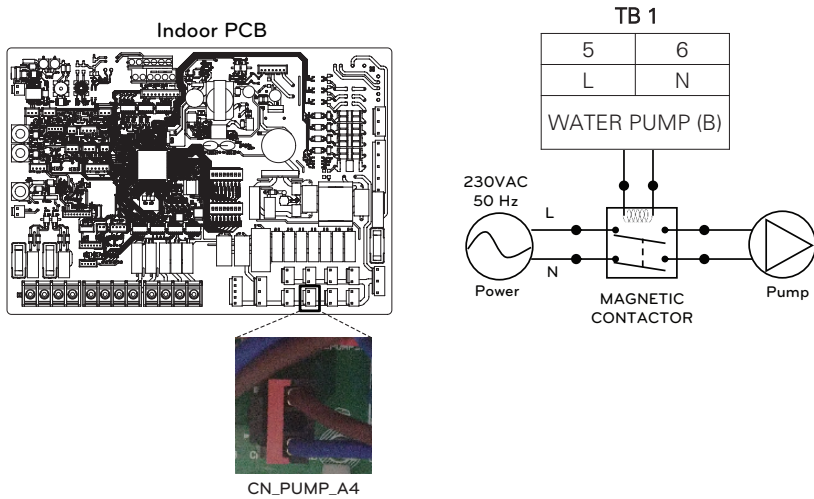 Indoor PCB
CN_PUMP_A4
TB 1
5 6
L N
WATER PUMP (B)
230VAC
50 Hz
L
N
Power
MAGNETIC
CONTACTOR
Pump